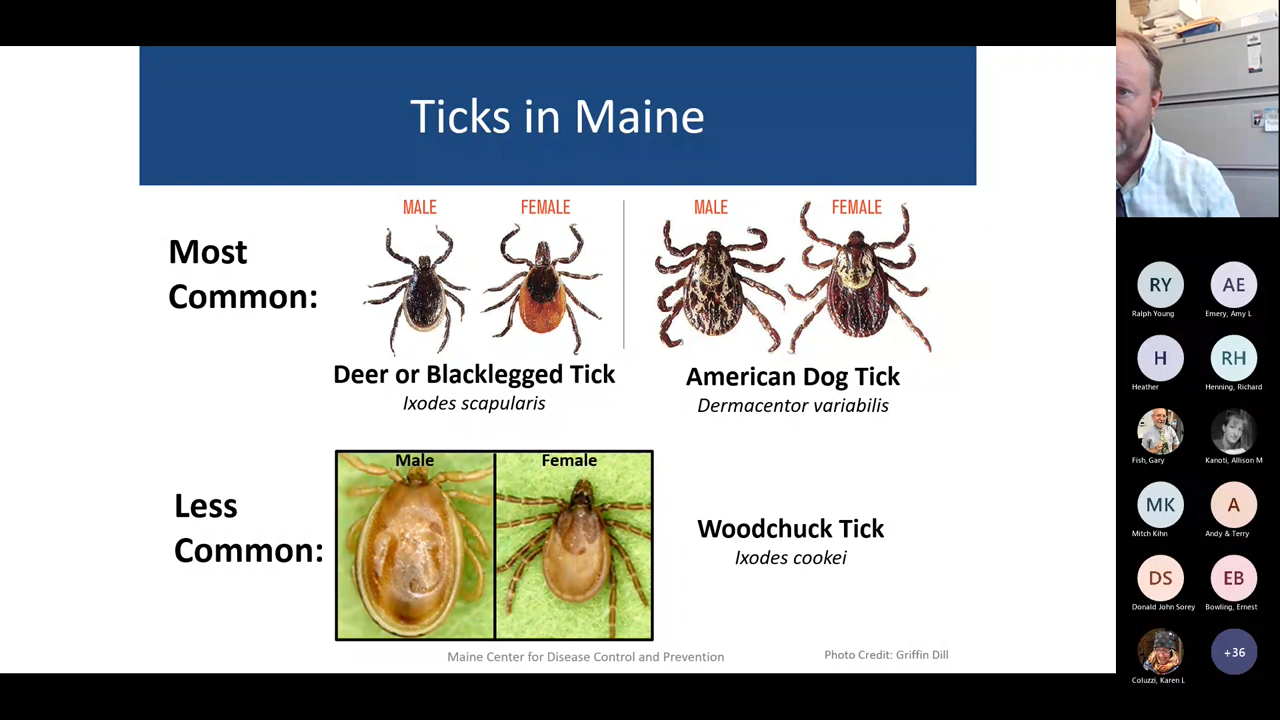 Ticks in Maine
MALE
FEMALE
MALE
FEMALE
Most
Common:
Deer or Blacklegged Tick
Ixodes scapularis
American Dog Tick
Dermacentor variabilis
Male
Female
Less
Common:
Woodchuck Tick
Ixodes cookei
Maine Center for Disease Control and Prevention
Photo Credit: Griffin Dill
RY
AE
Ralph Young
Emery, Amy L
H
RH
Heather
Henning, Richard
Fish, Gary
Kanoti, Allison M
MK
A
Mitch Kihn
Andy & Terry
DS
EB
Donald John Sorey
Bowling, Ernest
+36
Coluzzi, Karen L